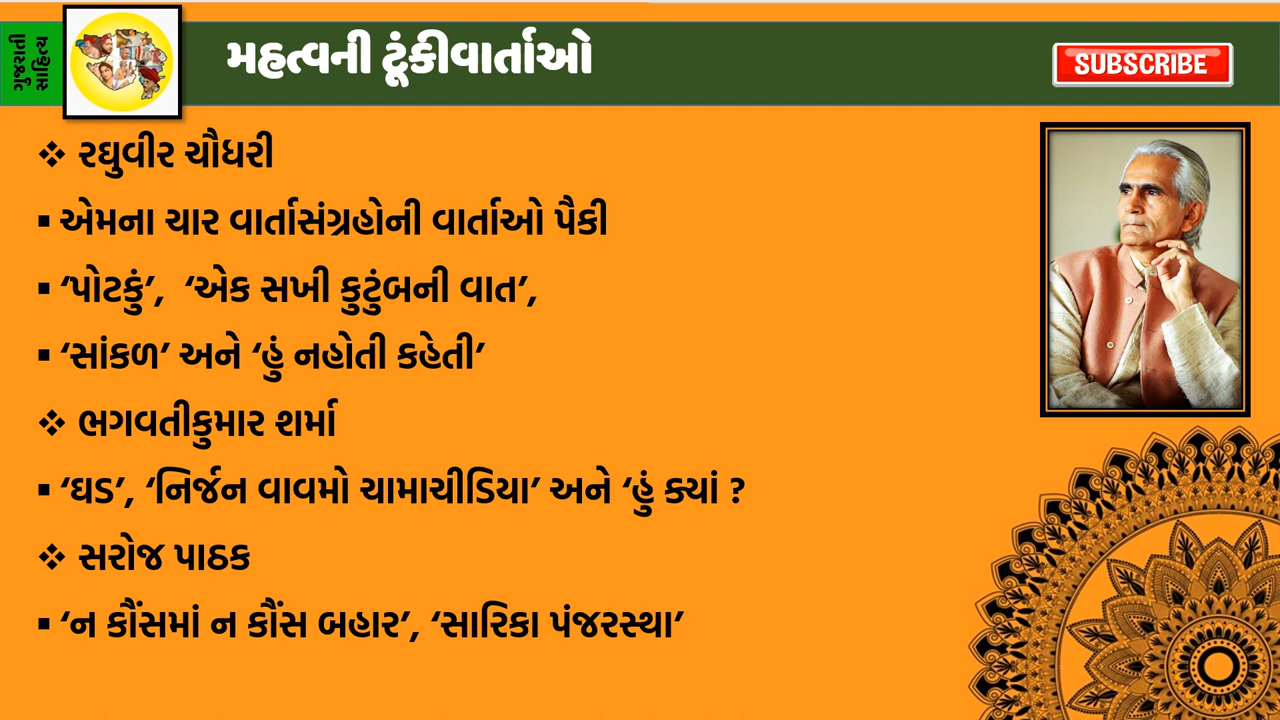 ગુજરાતી
સાહિત્ય
મહત્વની ટૂંકીવાર્તાઓ
SUBSCRIBE
❖ રઘુવીર ચૌધરી
▪ એમના ચાર વાર્તાસંગ્રહોની વાર્તાઓ પૈકી
▪ ‘પોટકું’, ‘એક સખી કુટુંબની વાત’,
▪ ‘સાંકળ’ અને ‘હું નહોતી કહેતી’
❖ ભગવતીકુમાર શર્મા
▪ ‘ઘડ’, ‘નિર્જન વાવમો ચામાચીડિયા’ અને ‘હું ક્યાં ?
❖ સરોજ પાઠક
▪ ‘ન કૌંસમાં ન કૌંસ બહાર’, ‘સારિકા પંજરસ્થા’